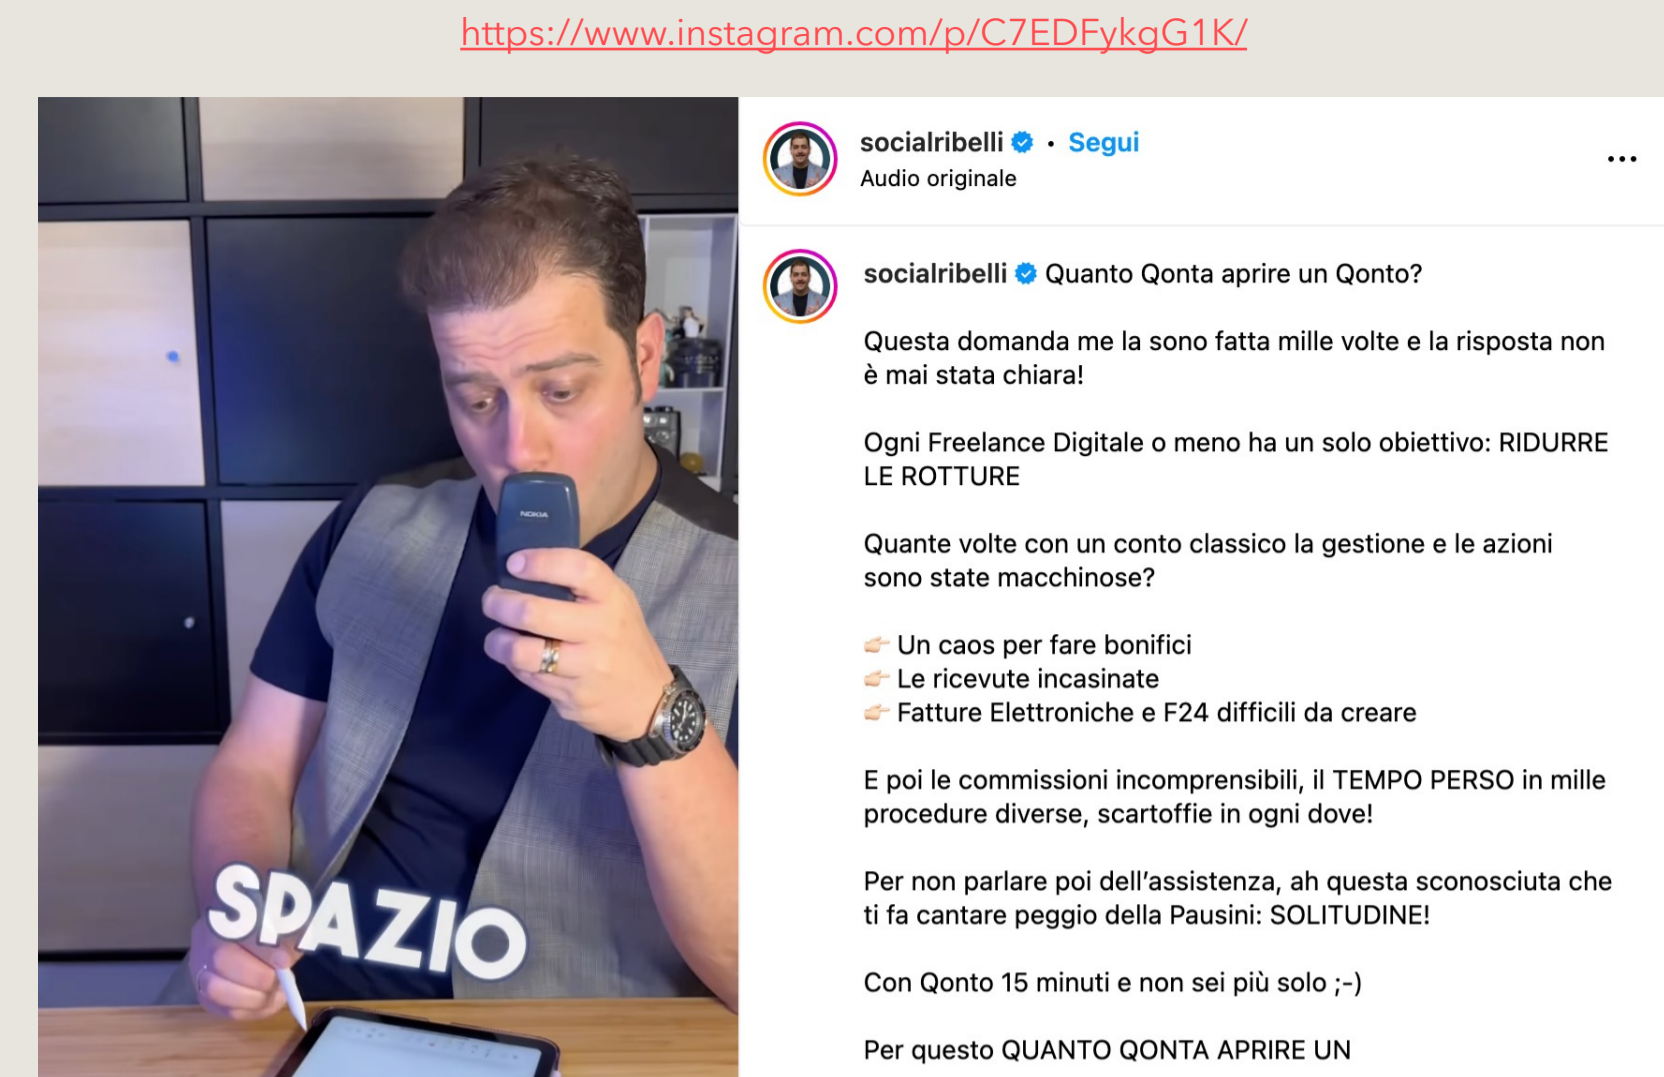 https://www.instagram.com/p/C7EDFykgG1K/
socialribelli • Segui
Audio originale
socialribelli Quanto Qonta aprire un Qonto?
Questa domanda me la sono fatta mille volte e la risposta non
è mai stata chiara!
Ogni Freelance Digitale o meno ha un solo obiettivo: RIDURRE
LE ROTTURE
Quante volte con un conto classico la gestione e le azioni
sono state macchinose?
👉🏻 Un caos per fare bonifici
👉🏻 Le ricevute incasinate
👉🏻 Fatture Elettroniche e F24 difficili da creare
E poi le commissioni incomprensibili, il TEMPO PERSO in mille
procedure diverse, scartoffie in ogni dove!
Per non parlare poi dell'assistenza, ah questa sconosciuta che
ti fa cantare peggio della Pausini: SOLITUDINE!
Con Qonto 15 minuti e non sei più solo ;-)
Per questo QUANTO QONTA APRIRE UN
NOKIA
SPAZIO